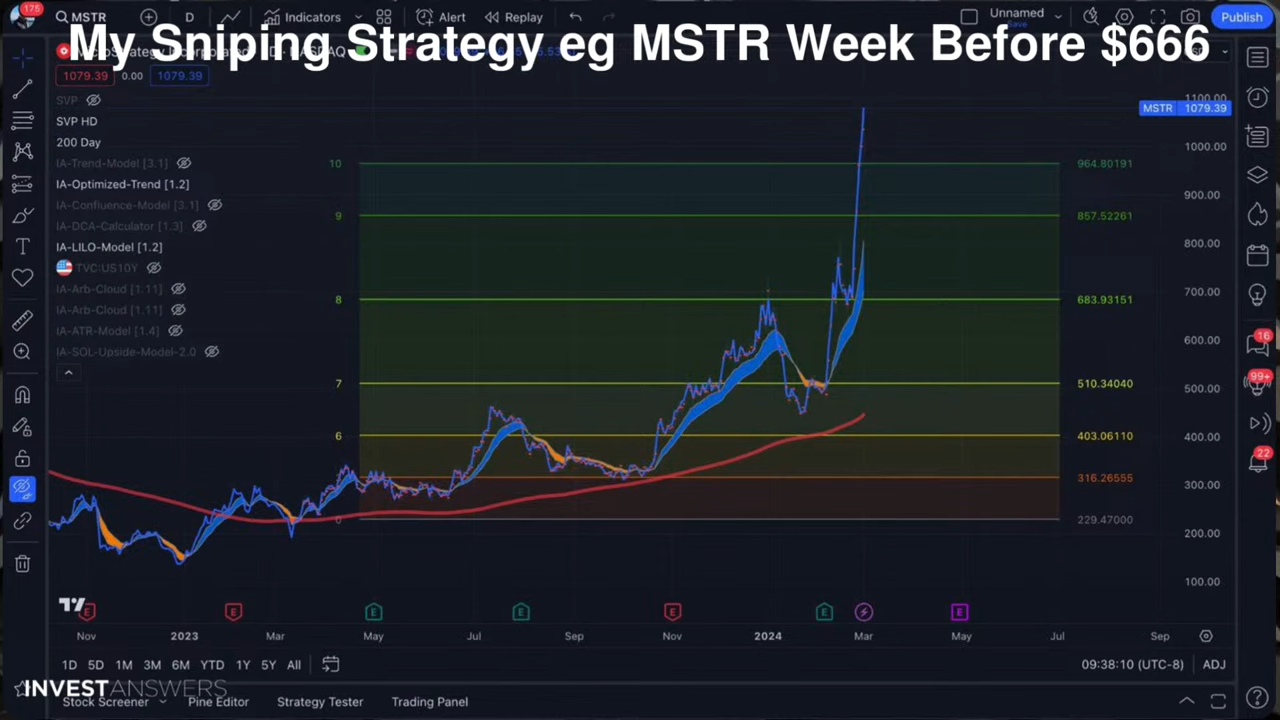 175
MSTR
D
Indicators
Alert
Replay
Unnamed
Save
Publish
My Sniping Strategy eg MSTR Week Before $666
1079.39 0.00 1079.39
SVP
SVP HD
200 Day
IA-Trend-Model [3.1]
IA-Optimized-Trend [1.2]
IA-Confluence-Model [3.1]
IA-DCA-Calculator [1.3]
IA-LILO-Model [1.2]
TVC:US10Y
IA-Arb-Cloud [1.11]
IA-Arb-Cloud [1.11]
IA-ATR-Model [1.4]
IA-SOL-Upside-Model-2.0
10 964.80191
9 857.52261
8 683.93151
7 510.34040
6 403.06110
316.26555
229.47000
1100.00
MSTR 1079.39
1000.00
900.00
800.00
700.00
600.00
500.00
400.00
300.00
200.00
100.00
16
99+
22
E E E E E E E
Nov 2023 Mar May Jul Sep Nov 2024 Mar May Jul Sep
1D 5D 1M 3M 6M YTD 1Y 5Y All
09:38:10 (UTC-8) ADJ
INVESTANSWERS
Stock Screener Pine Editor Strategy Tester Trading Panel